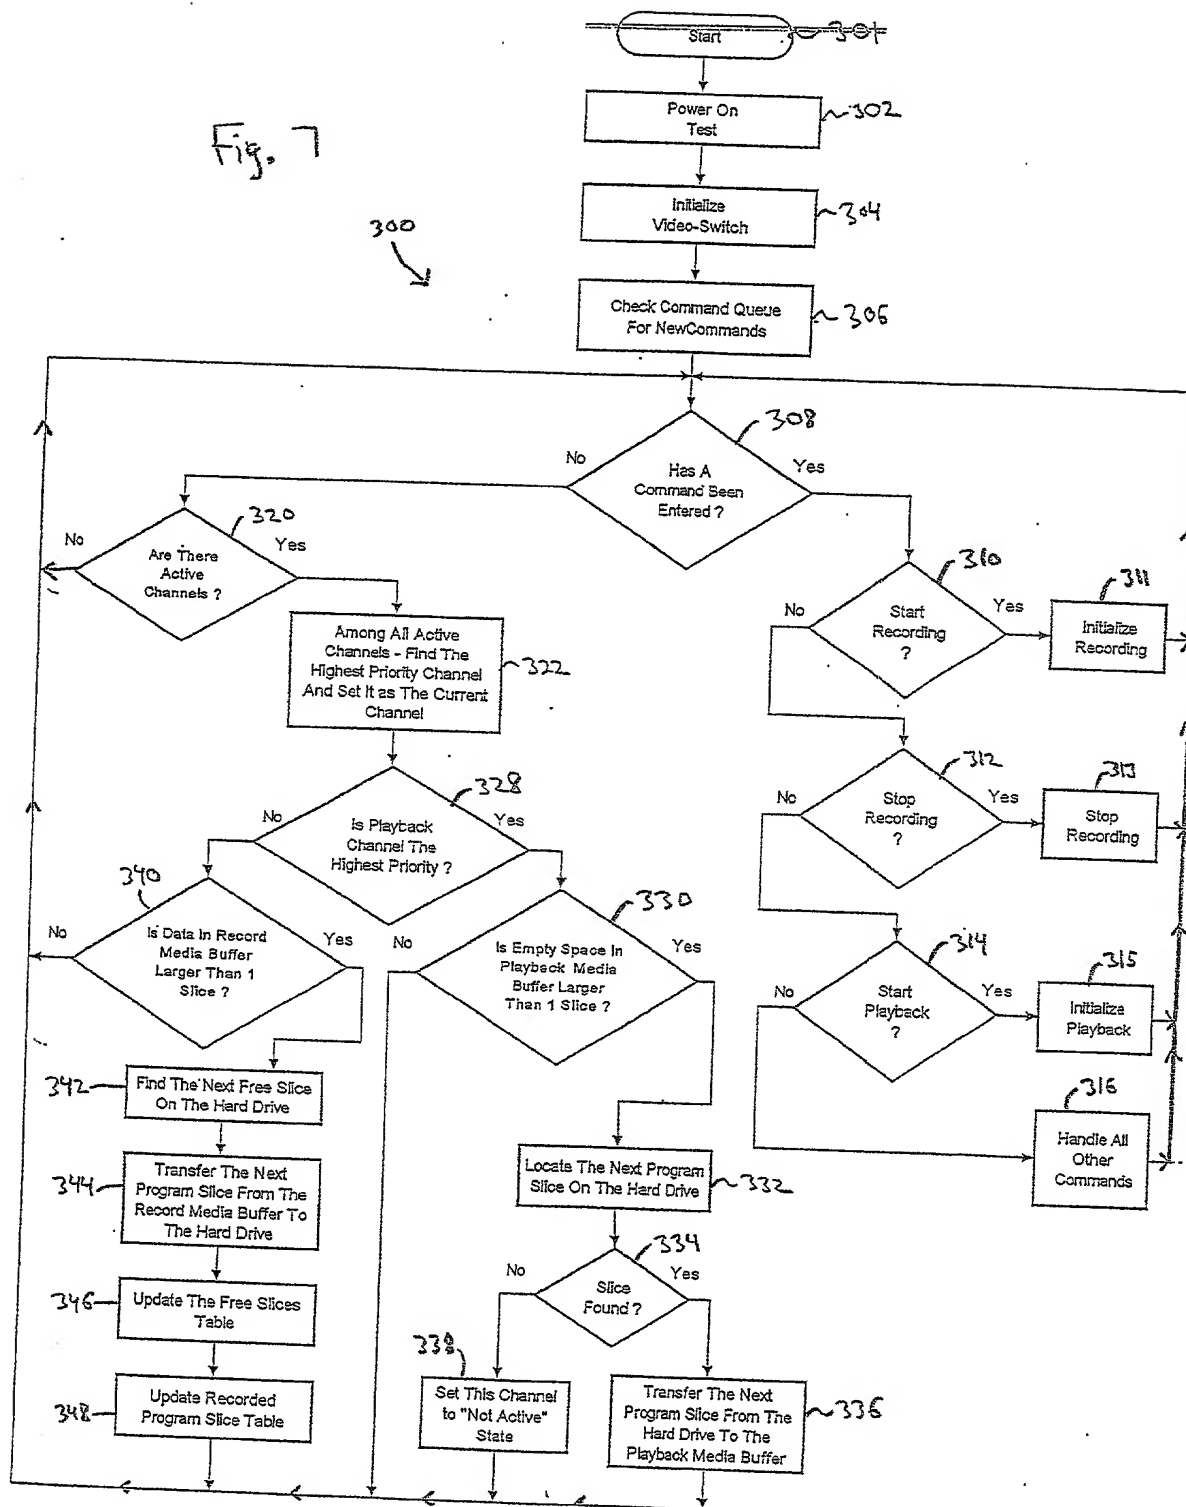 Start
301
Power On
Test
302
Fig. 7
Initialize
Video-Switch
304
300
Check Command Queue
For NewCommands
306
308
No
Has A
Command Been
Entered ?
Yes
320
No
Are There
Active
Channels ?
Yes
310
No
Start
Recording
?
Yes
311
Initialize
Recording
Among All Active
Channels - Find The
Highest Priority Channel
And Set It as The Current
Channel
322
312
No
Stop
Recording
?
Yes
313
Stop
Recording
328
No
Is Playback
Channel The
Highest Priority ?
Yes
340
No
Is Data In Record
Media Buffer
Larger Than 1
Slice ?
Yes
330
No
Is Empty Space In
Playback Media
Buffer Larger
Than 1 Slice ?
Yes
314
No
Start
Playback
?
Yes
315
Initialize
Playback
342
Find The Next Free Slice
On The Hard Drive
316
Handle All
Other
Commands
344
Transfer The Next
Program Slice From The
Record Media Buffer To
The Hard Drive
Locate The Next Program
Slice On The Hard Drive
332
334
No
Slice
Found ?
Yes
346
Update The Free Slices
Table
338
Set This Channel
to "Not Active"
State
348
Update Recorded
Program Slice Table
Transfer The Next
Program Slice From The
Hard Drive To The
Playback Media Buffer
336